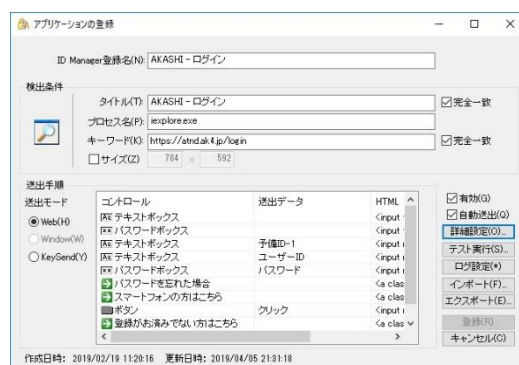 アプリケーションの登録
ID Manager登録名(N): AKASHI - ログイン
検出条件
タイトル(T): AKASHI - ログイン 完全一致
プロセス名(P): iexplore.exe
キーワード(K): https://atnd.ak4.jp/login 完全一致
サイズ(Z) 784 × 592
送出手順
送出モード
Web(H)
Window(W)
KeySend(Y)
コントロール 送出データ HTML
テキストボックス <input
パスワードボックス <input
テキストボックス 予備ID-1 <input
テキストボックス ユーザーID <input
パスワードボックス パスワード <input
パスワードを忘れた場合 <a clas
スマートフォンの方はこちら <a clas
ボタン クリック <input
登録がお済みでない方はこちら <a clas
有効(G)
自動送出(Q)
詳細設定(O)...
テスト実行(S)...
ログ設定(*)
インポート(F)...
エクスポート(E)...
登録(R)
キャンセル(C)
作成日時: 2019/02/19 11:20:16 更新日時: 2019/04/05 21:31:18